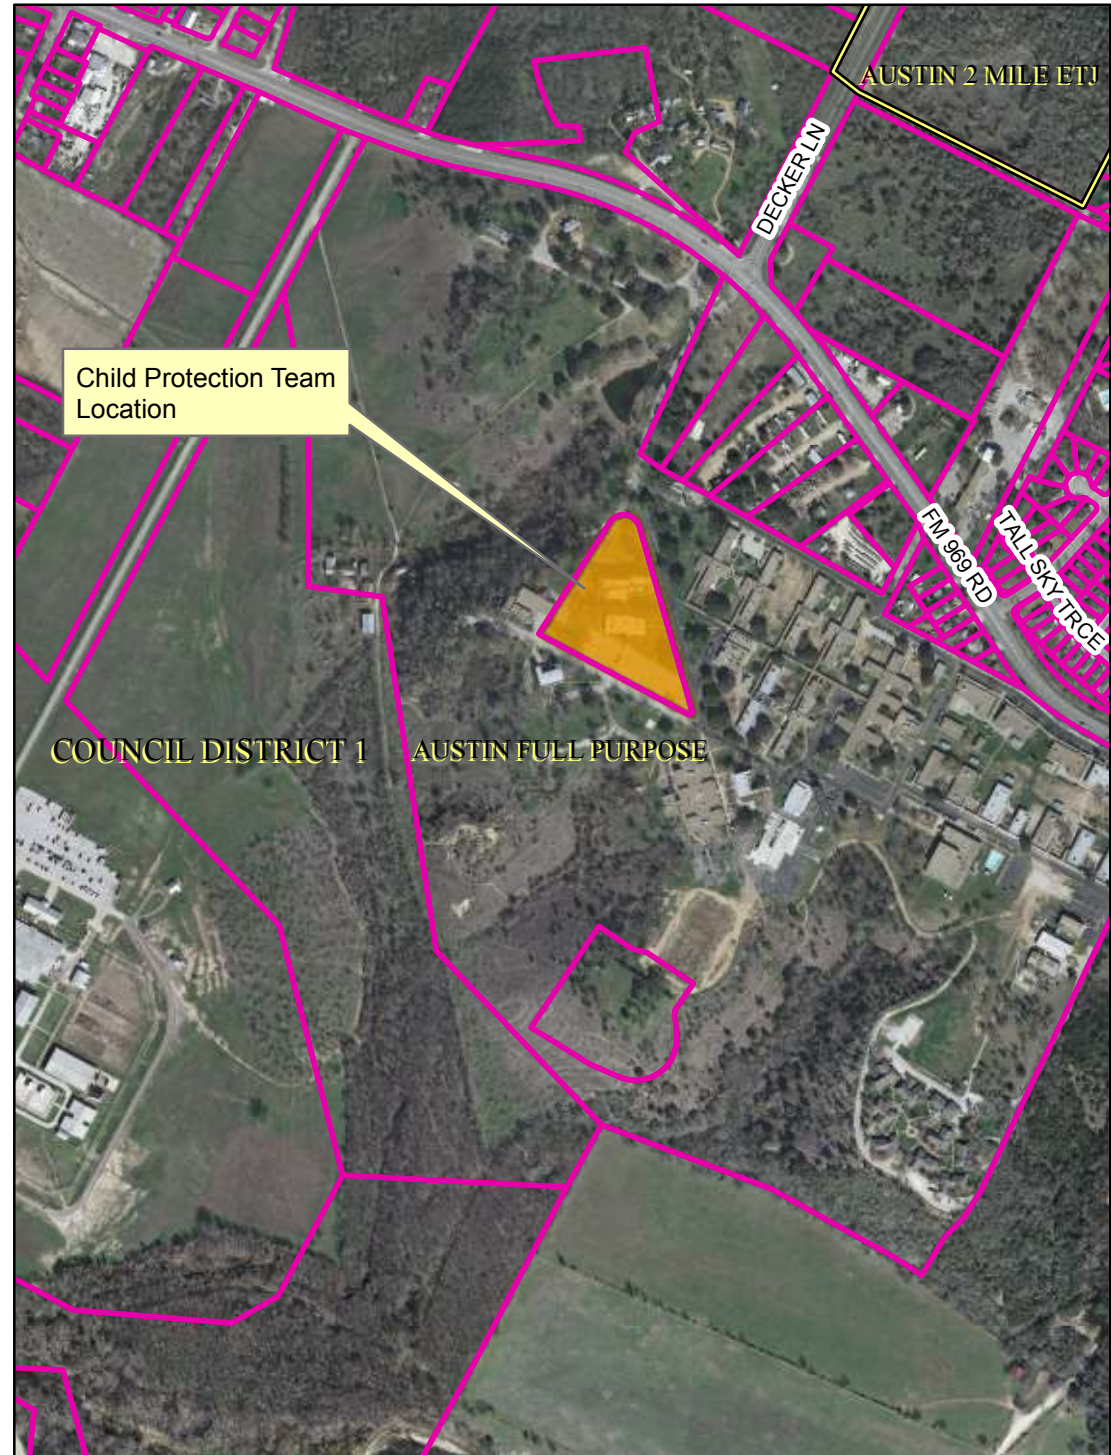 AUSTIN 2 MILE ETJ
DECKER LN
Child Protection Team
Location
FM 969 RD
TALL SKY TRCE
COUNCIL DISTRICT 1
AUSTIN FULL PURPOSE